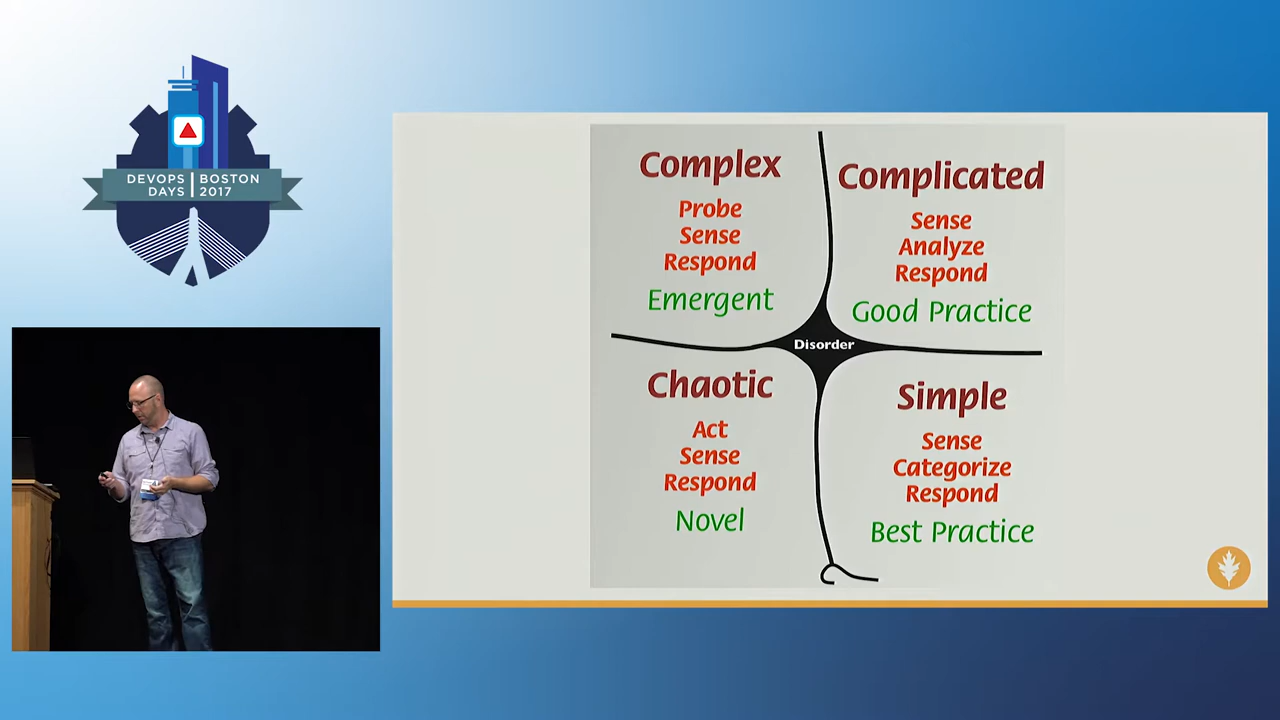 DEVOPS BOSTON
DAYS 2017
Complex
Probe
Sense
Respond
Emergent
Complicated
Sense
Analyze
Respond
Good Practice
Disorder
Chaotic
Act
Sense
Respond
Novel
Simple
Sense
Categorize
Respond
Best Practice